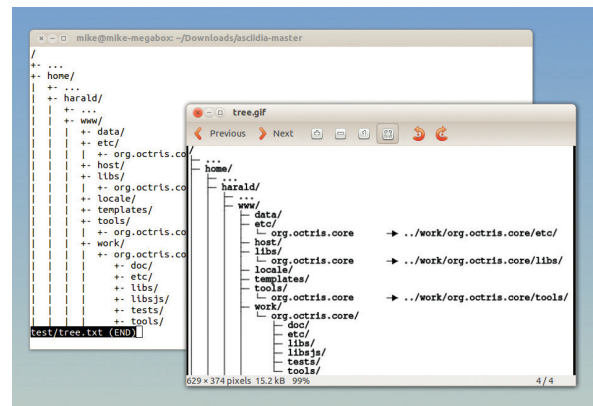 mike@mike-megabox: ~/Downloads/asciidia-master
/
+- ...
+- home/
|  +- ...
|  +- harald/
|  |  +- ...
|  |  +- www/
|  |  |  +- data/
|  |  |  +- etc/
|  |  |  |  +- org.octris.co
|  |  |  +- host/
|  |  |  +- libs/
|  |  |  |  +- org.octris.co
|  |  |  +- locale/
|  |  |  +- templates/
|  |  |  +- tools/
|  |  |  |  +- org.octris.co
|  |  |  +- work/
|  |  |  |  +- org.octris.co
|  |  |  |  |  +- doc/
|  |  |  |  |  +- etc/
|  |  |  |  |  +- libs/
|  |  |  |  |  +- libsjs/
|  |  |  |  |  +- tests/
|  |  |  |  |  +- tools/
test/tree.txt (END)
tree.gif
Previous Next
/
...
home/
...
harald/
...
www/
data/
etc/
org.octris.core ../work/org.octris.core/etc/
host/
libs/
org.octris.core ../work/org.octris.core/libs/
locale/
templates/
tools/
org.octris.core ../work/org.octris.core/tools/
work/
org.octris.core/
doc/
etc/
libs/
libsjs/
tests/
tools/
629 × 374 pixels 15.2 kB 99% 4 / 4